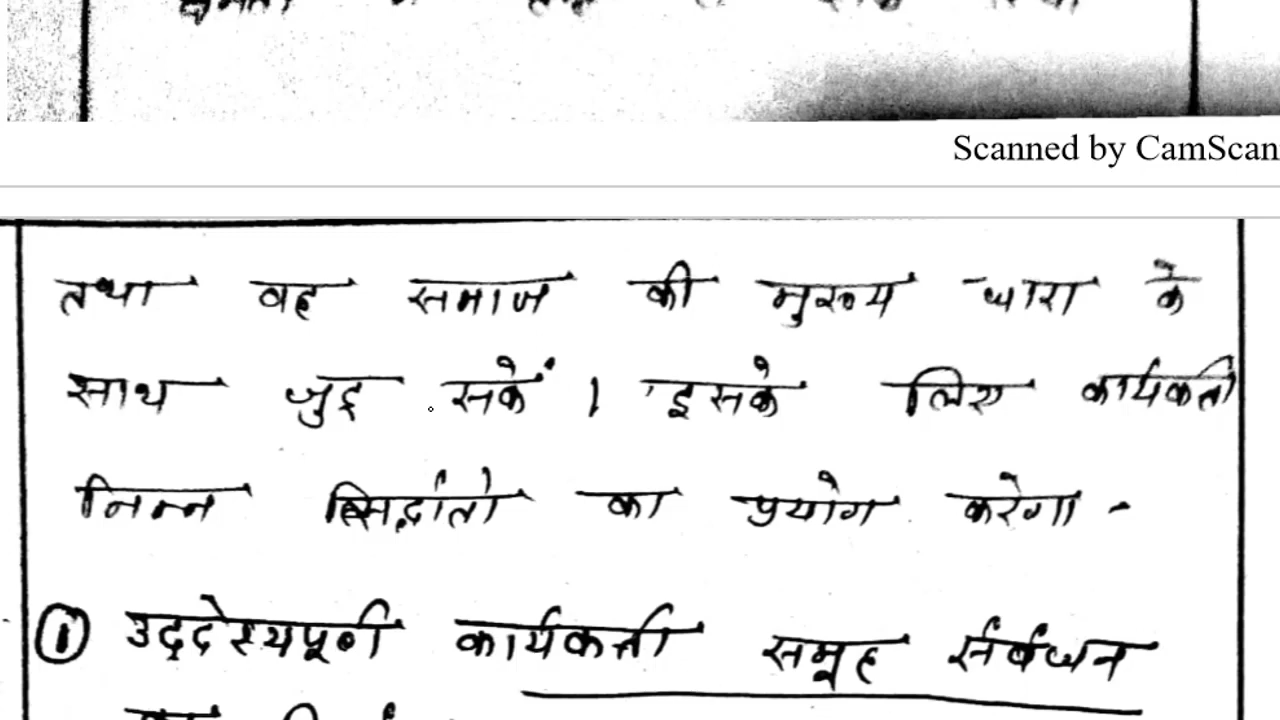 Scanned by CamScan
तथा वह समाज की मुख्य धारा के
साथ जुड़ सकें । इसके लिए कार्यकर्ता
निम्न सिद्धांतो का प्रयोग करेगा -
① उद्देश्यपूर्ण कार्यकर्त्ता समूह संबंधन